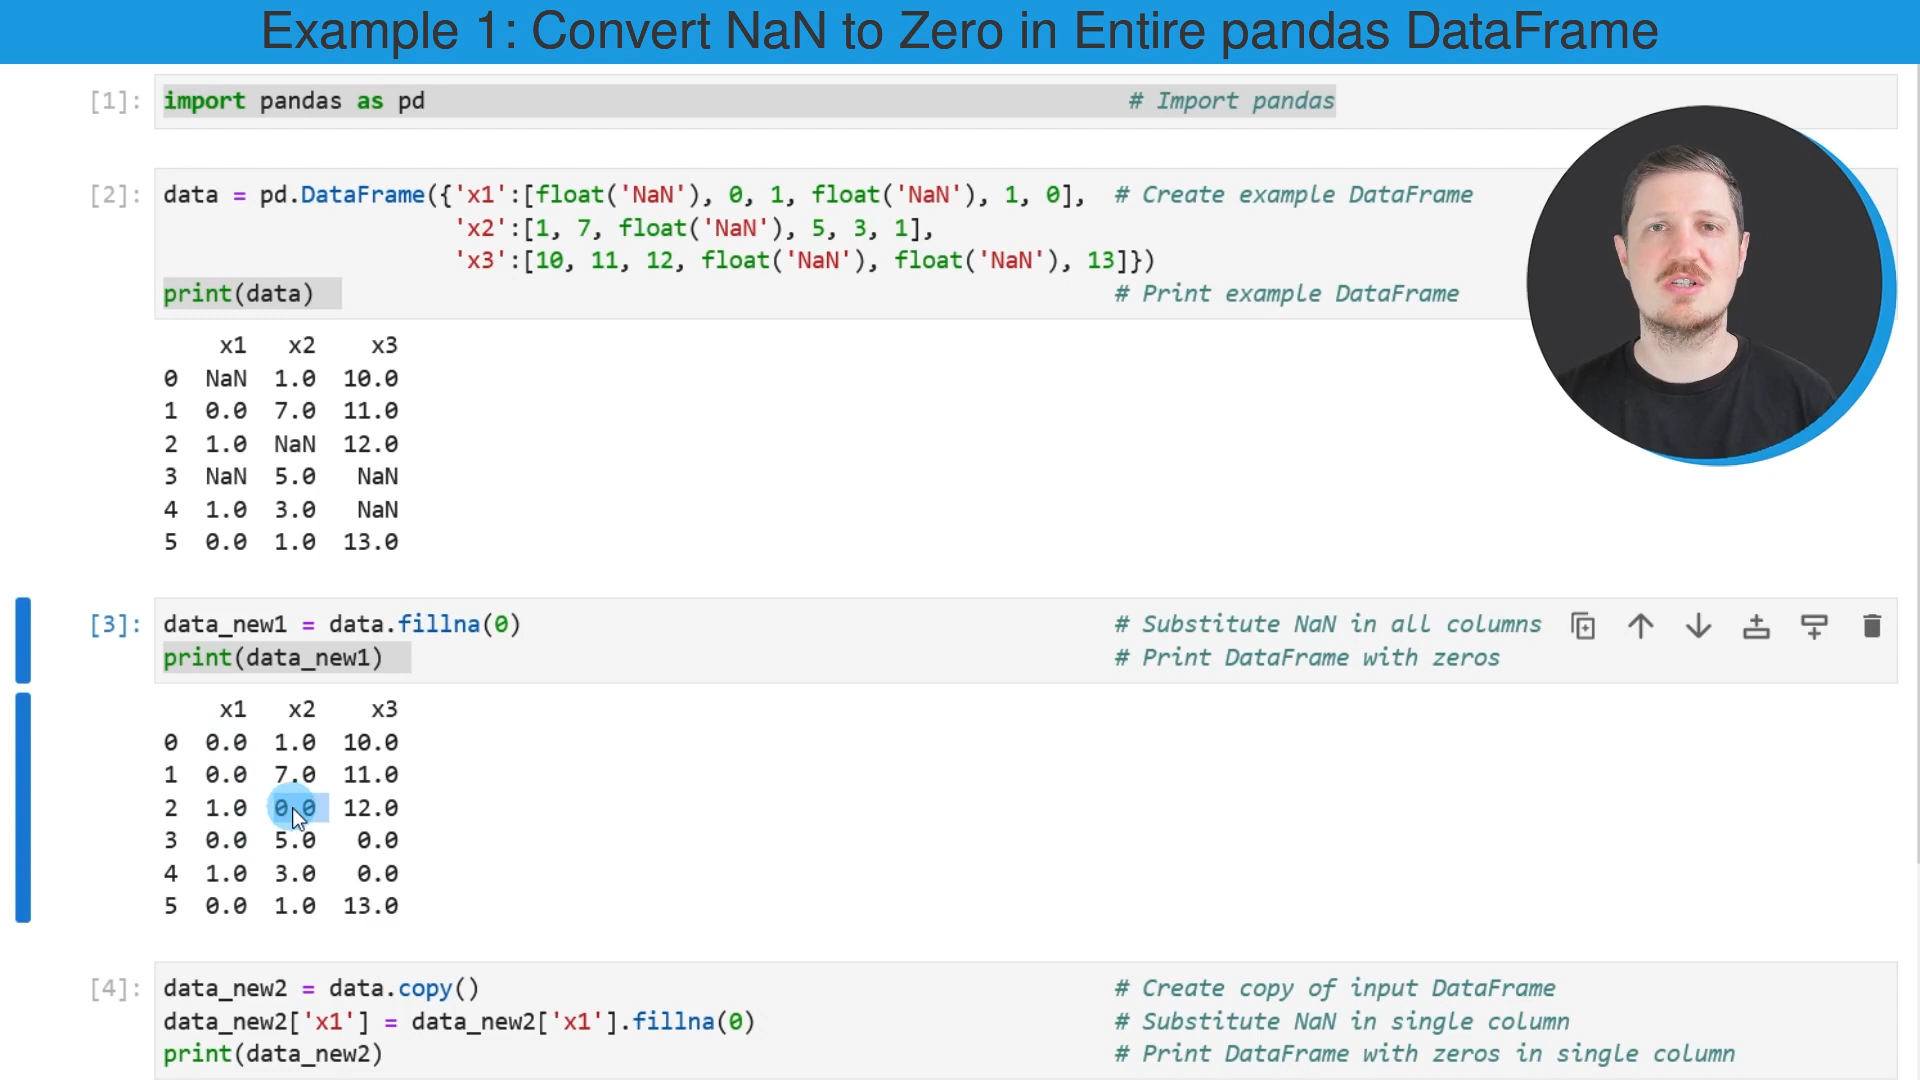 Example 1: Convert NaN to Zero in Entire pandas DataFrame
[1]: import pandas as pd # Import pandas
[2]: data = pd.DataFrame({'x1':[float('NaN'), 0, 1, float('NaN'), 1, 0], # Create example DataFrame
'x2':[1, 7, float('NaN'), 5, 3, 1],
'x3':[10, 11, 12, float('NaN'), float('NaN'), 13]})
print(data) # Print example DataFrame
x1 x2 x3
0 NaN 1.0 10.0
1 0.0 7.0 11.0
2 1.0 NaN 12.0
3 NaN 5.0 NaN
4 1.0 3.0 NaN
5 0.0 1.0 13.0
[3]: data_new1 = data.fillna(0) # Substitute NaN in all columns
print(data_new1) # Print DataFrame with zeros
x1 x2 x3
0 0.0 1.0 10.0
1 0.0 7.0 11.0
2 1.0 0.0 12.0
3 0.0 5.0 0.0
4 1.0 3.0 0.0
5 0.0 1.0 13.0
[4]: data_new2 = data.copy() # Create copy of input DataFrame
data_new2['x1'] = data_new2['x1'].fillna(0) # Substitute NaN in single column
print(data_new2) # Print DataFrame with zeros in single column